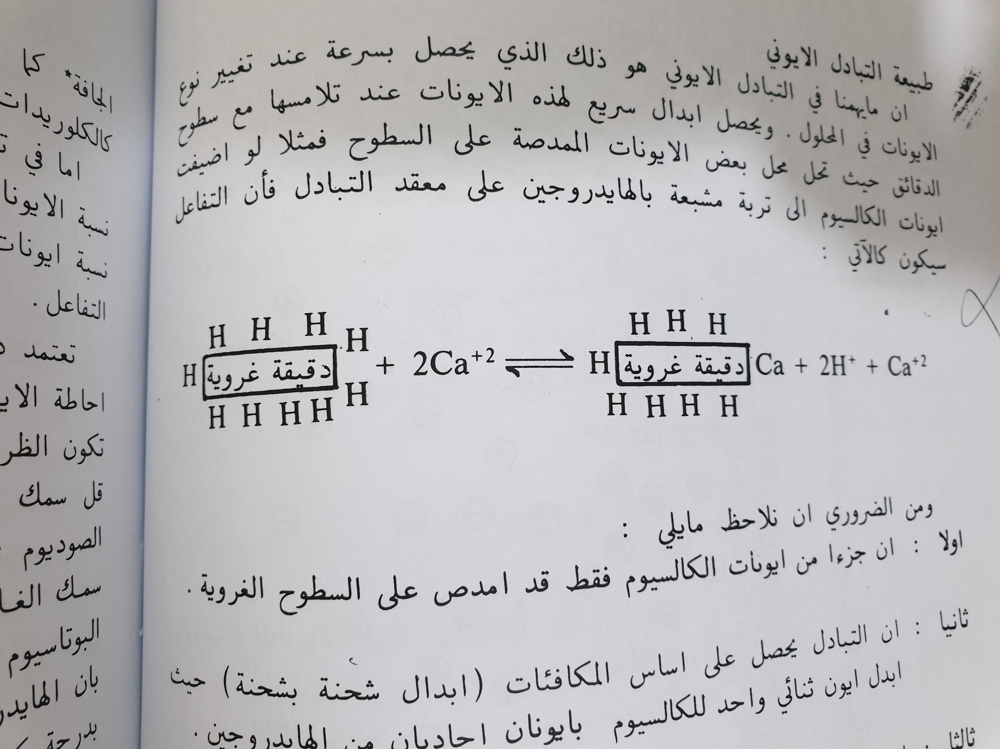 طبيعة التبادل الايوني
ان مايهمنا في التبادل الايوني هو ذلك الذي يحصل بسرعة عند تغيير نوع
الايونات في المحلول . ويحصل ابدال سريع لهذه الايونات عند تلامسها مع سطوح
الدقائق حيث تحل محل بعض الايونات الممدصة على السطوح فمثلا لو اضيفت
ايونات الكالسيوم الى تربة مشبعة بالهايدروجين على معقد التبادل فأن التفاعل
سيكون كالآتي :
H H H H H H H
H دقيقة غروية + 2Ca+2 ⇌ H دقيقة غروية Ca + 2H+ + Ca+2
H H H H H H H H H
ومن الضروري ان نلاحظ مايلي :
اولا : ان جزءا من ايونات الكالسيوم فقط قد امدص على السطوح الغروية .
ثانيا : ان التبادل يحصل على اساس المكافئات (ابدال شحنة بشحنة) حيث
ابدل ايون ثنائي واحد للكالسيوم بايونان احاديان من الهايدروجين .
ثالثا
الجافة* كما
كالكلوريدات
اما في
نسبة الايونا
نسبة ايونات
التفاعل .
تعتمد
احاطة الاي
تكون الظر
قل سمك
الصوديوم
سمك الغـ
البوتاسيوم
بان الهايدر
بدرجة